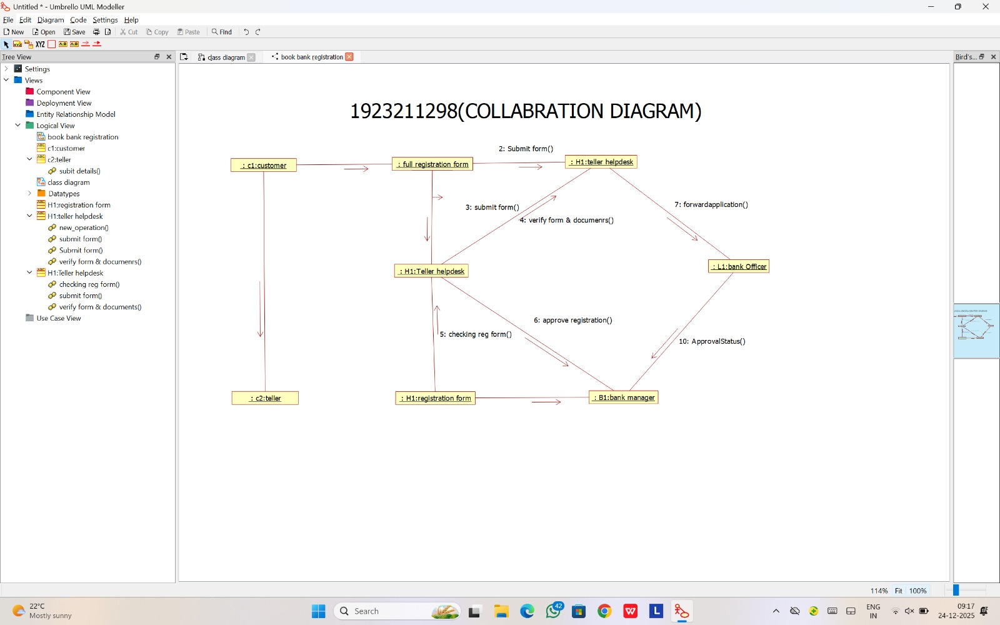 Untitled * - Umbrello UML Modeller
File Edit Diagram Code Settings Help
New Open Save Cut Copy Paste Find
XYZ XYZ A:B A:B
Tree View
class diagram
book bank registration
Bird's...
Settings
Views
Component View
Deployment View
Entity Relationship Model
Logical View
book bank registration
c1:customer
c2:teller
subit details()
class diagram
Datatypes
H1:registration form
H1:teller helpdesk
new_operation()
submit form()
Submit form()
verify form & documenrs()
H1:Teller helpdesk
checking reg form()
submit form()
verify form & documents()
Use Case View
1923211298(COLLABRATION DIAGRAM)
2: Submit form()
: c1:customer
: full registration form
: H1:teller helpdesk
3: submit form()
7: forwardapplication()
4: verify form & documenrs()
: H1:Teller helpdesk
: L1:bank Officer
6: approve registration()
5: checking reg form()
10: ApprovalStatus()
: c2:teller
: H1:registration form
: B1:bank manager
114% Fit 100%
22°C
Mostly sunny
Search
42
W
L
ENG
IN
09:17
24-12-2025